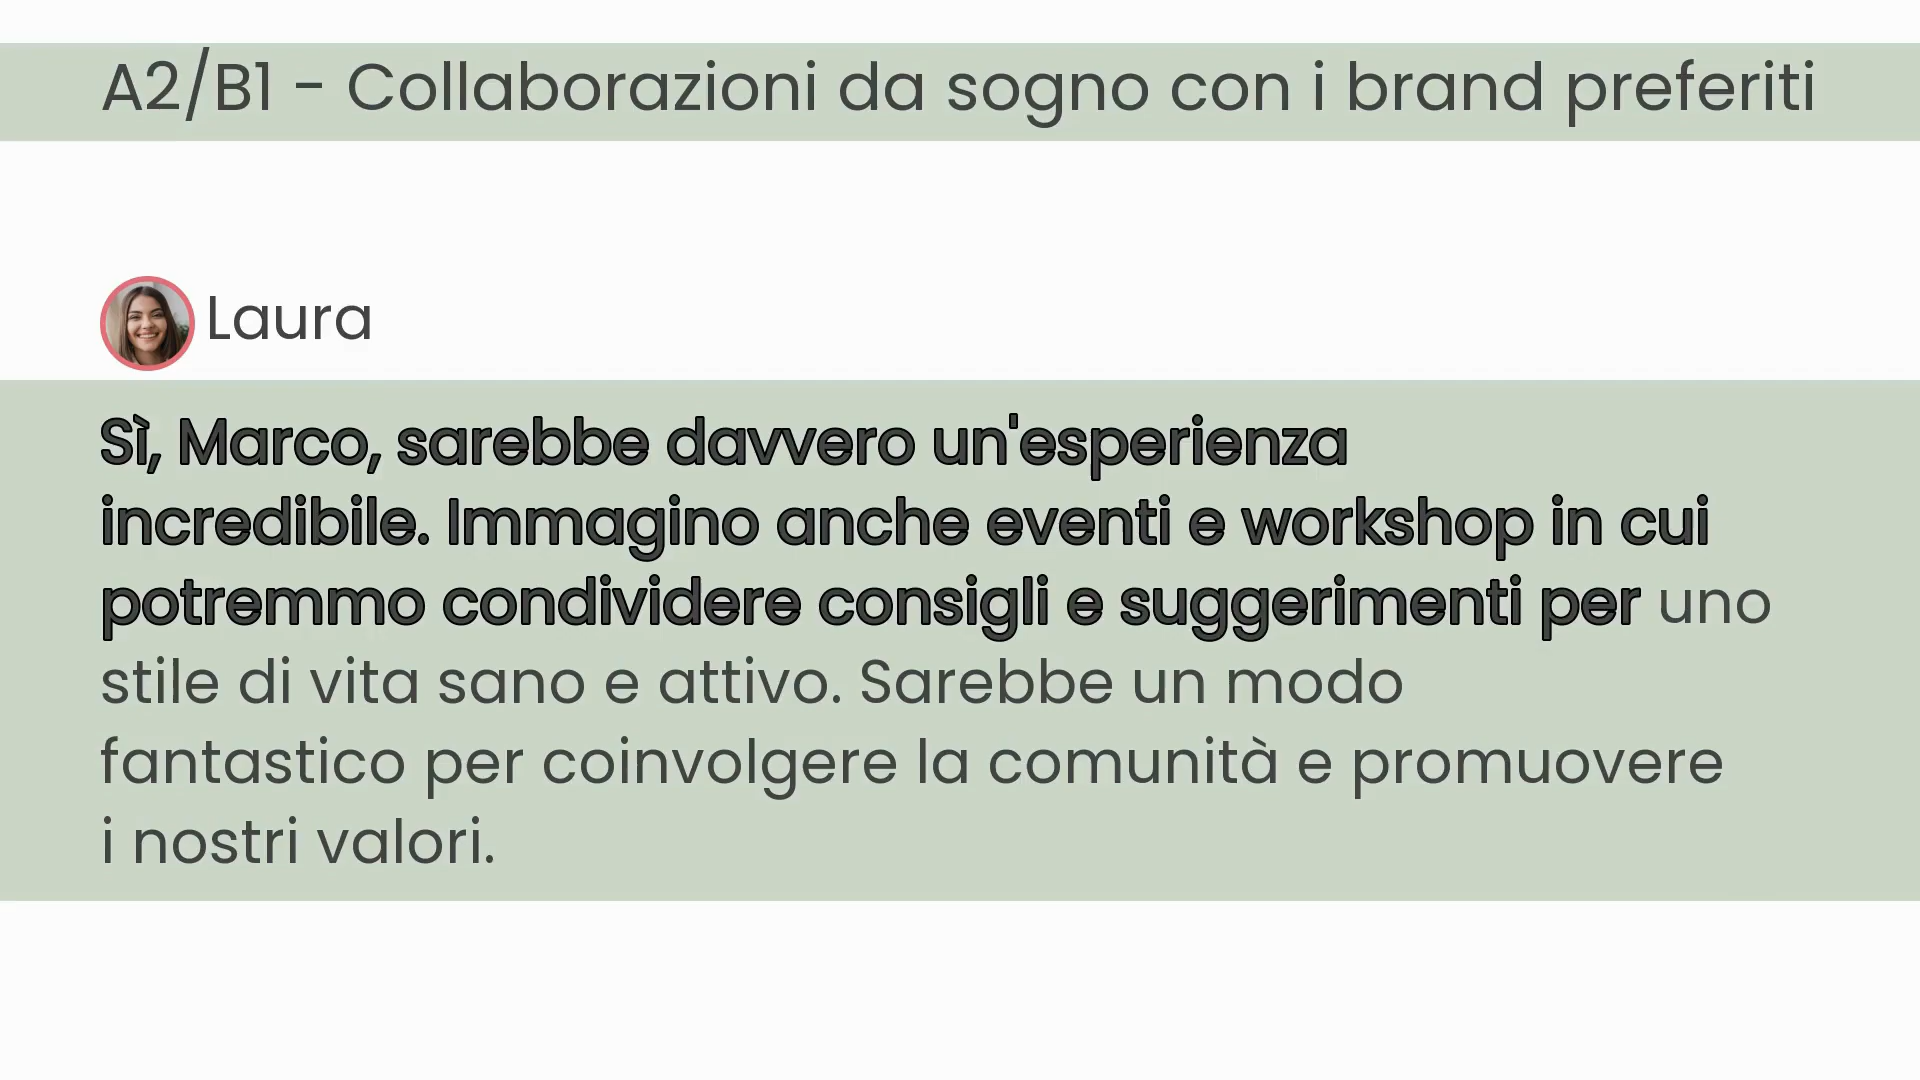 A2/B1 - Collaborazioni da sogno con i brand preferiti
Laura
Sì, Marco, sarebbe davvero un'esperienza
incredibile. Immagino anche eventi e workshop in cui
potremmo condividere consigli e suggerimenti per uno
stile di vita sano e attivo. Sarebbe un modo
fantastico per coinvolgere la comunità e promuovere
i nostri valori.